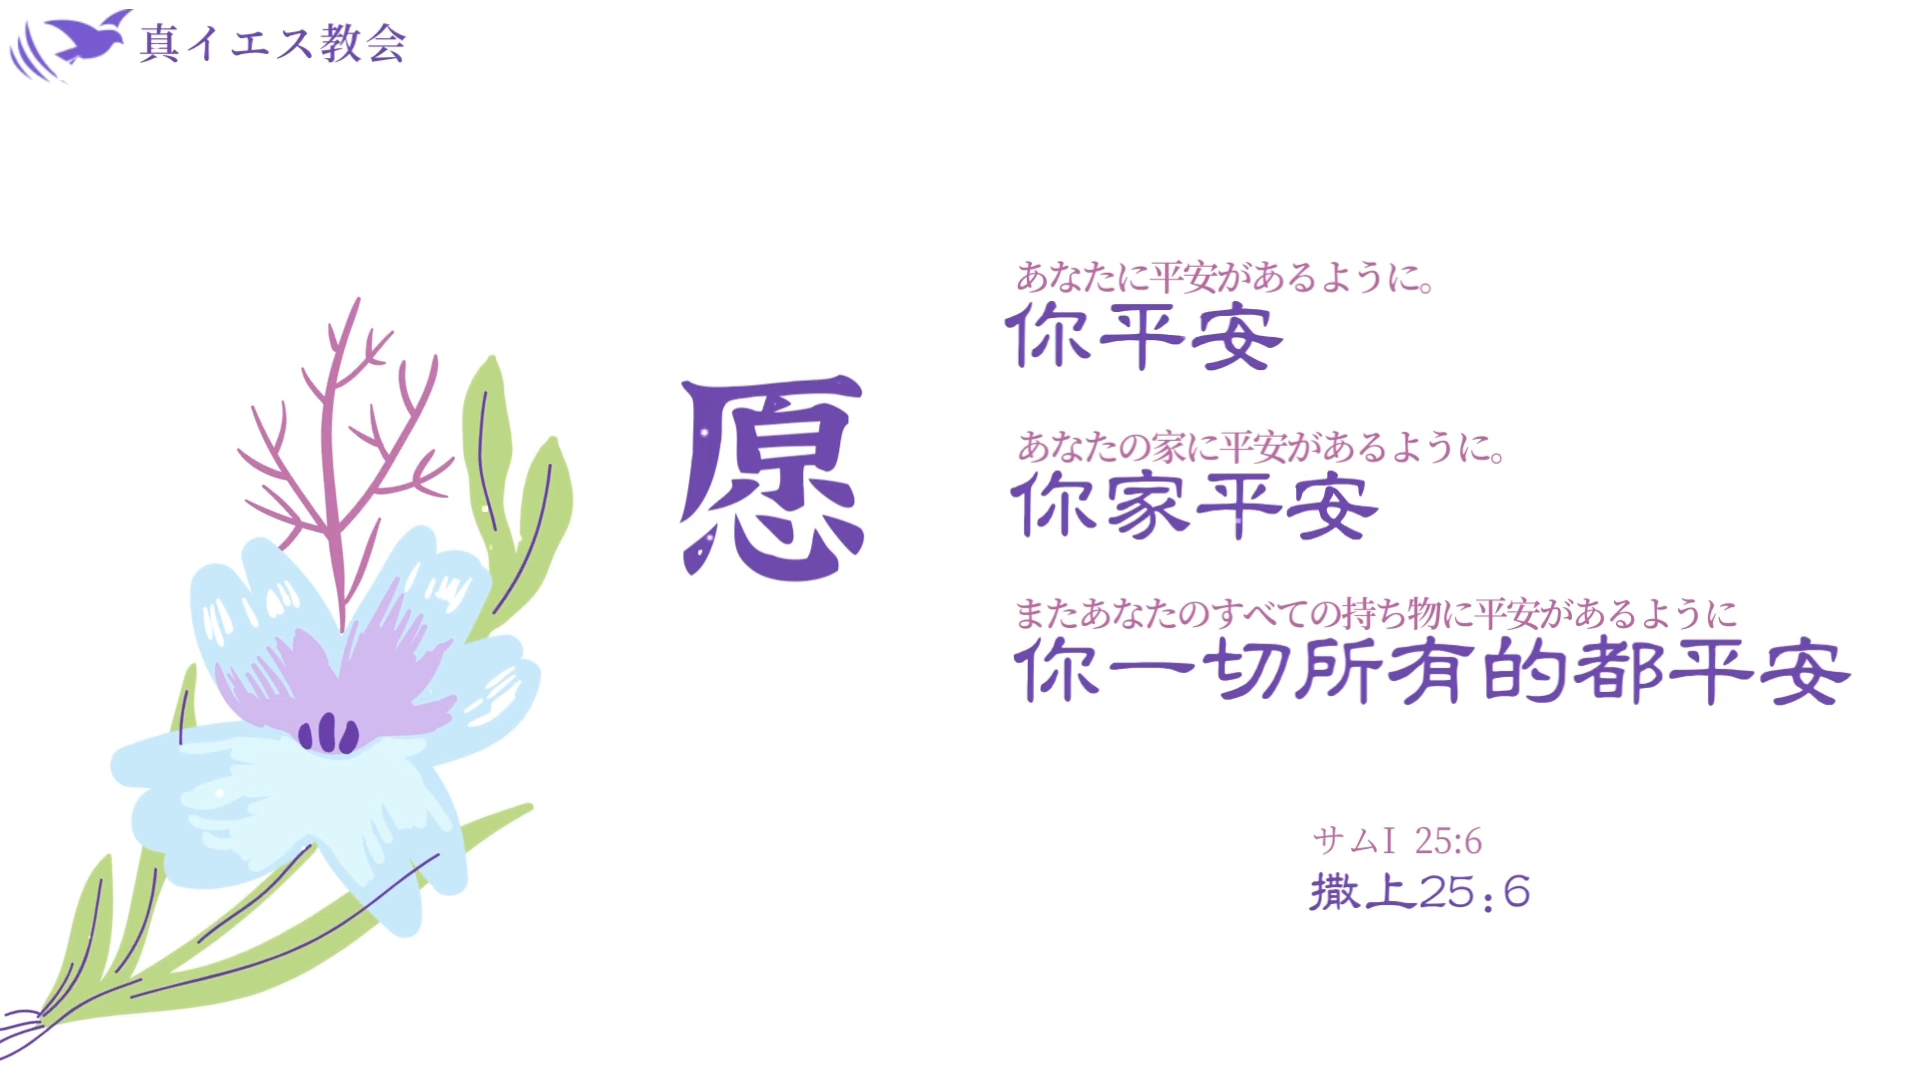 真イエス教会
愿
あなたに平安があるように。
你平安
あなたの家に平安があるように。
你家平安
またあなたのすべての持ち物に平安があるように
你一切所有的都平安
サムI 25:6
撒上25:6